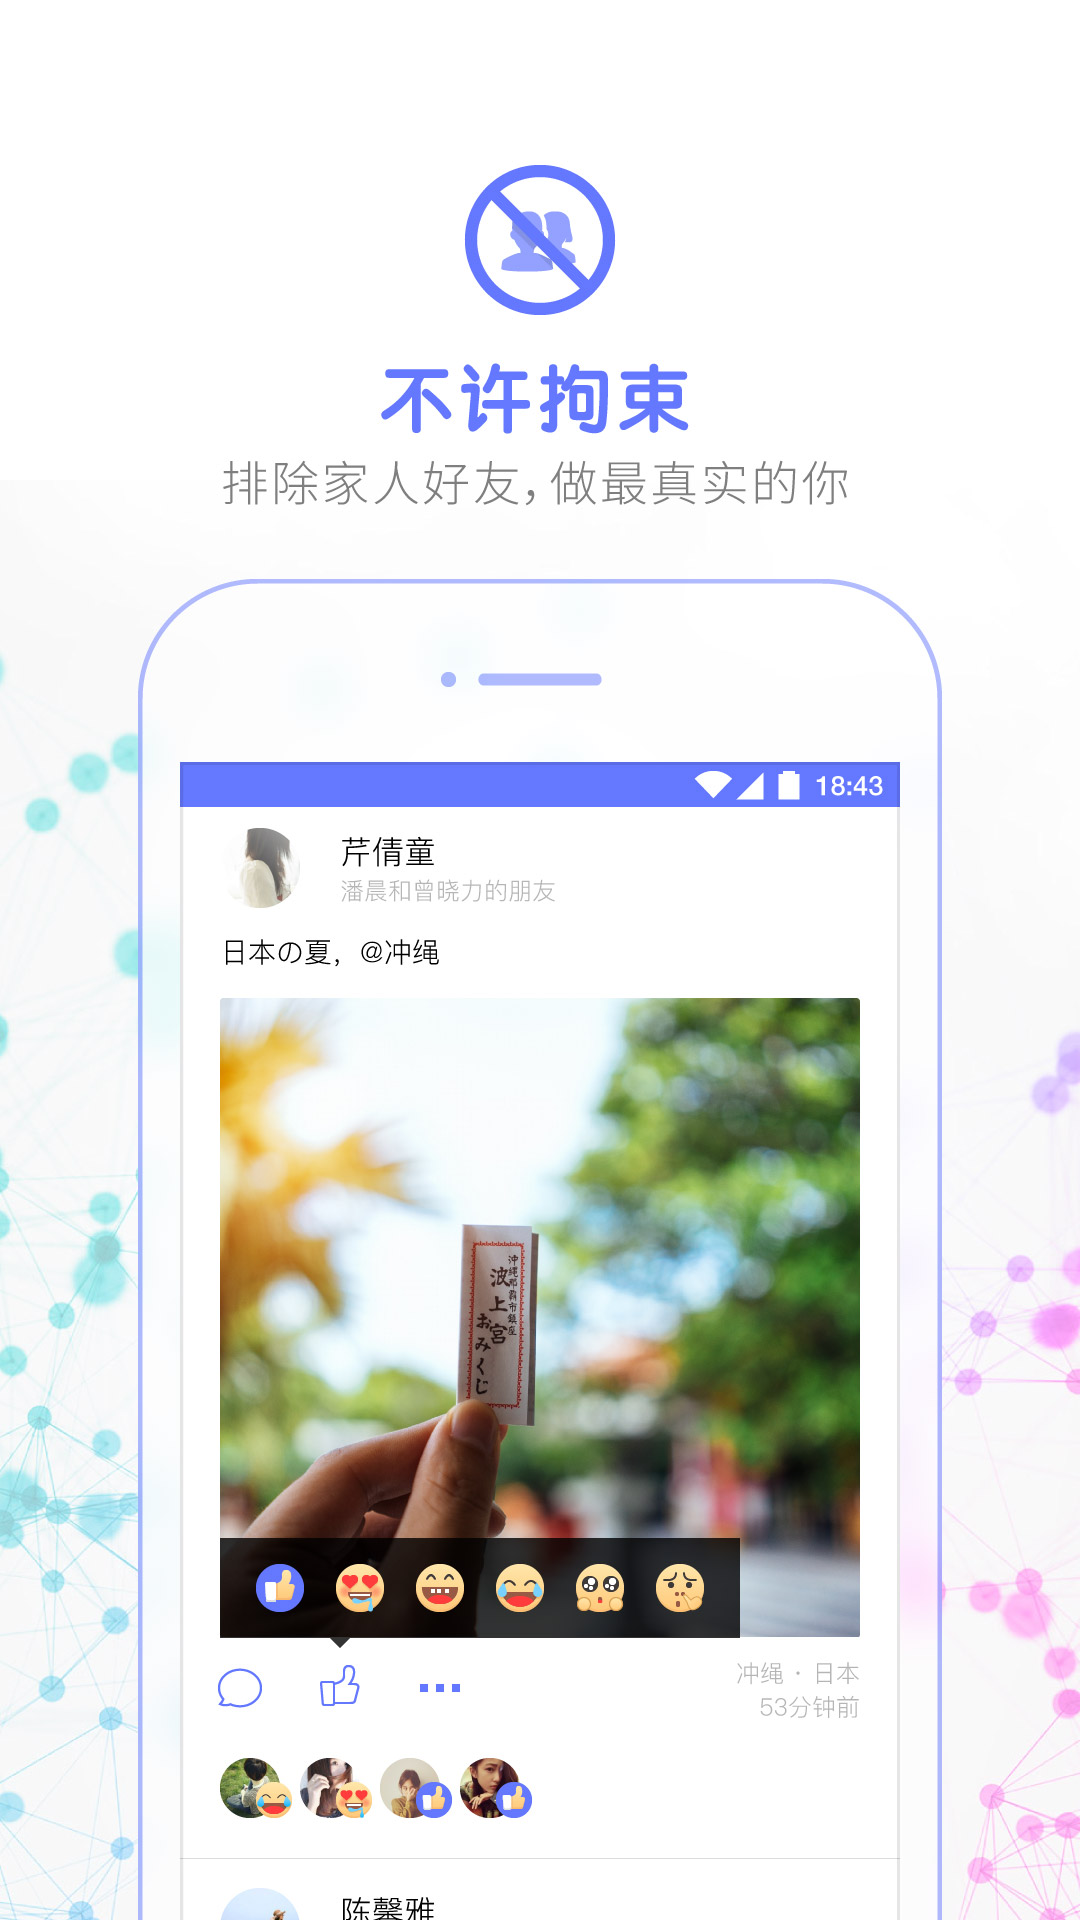 不许拘束
排除家人好友，做最真实的你
18:43
芹倩童
潘晨和曾晓力的朋友
日本の夏，@冲绳
沖縄那覇市鎮座
波上宮
おみくじ
冲绳 · 日本
53分钟前
陈馨雅